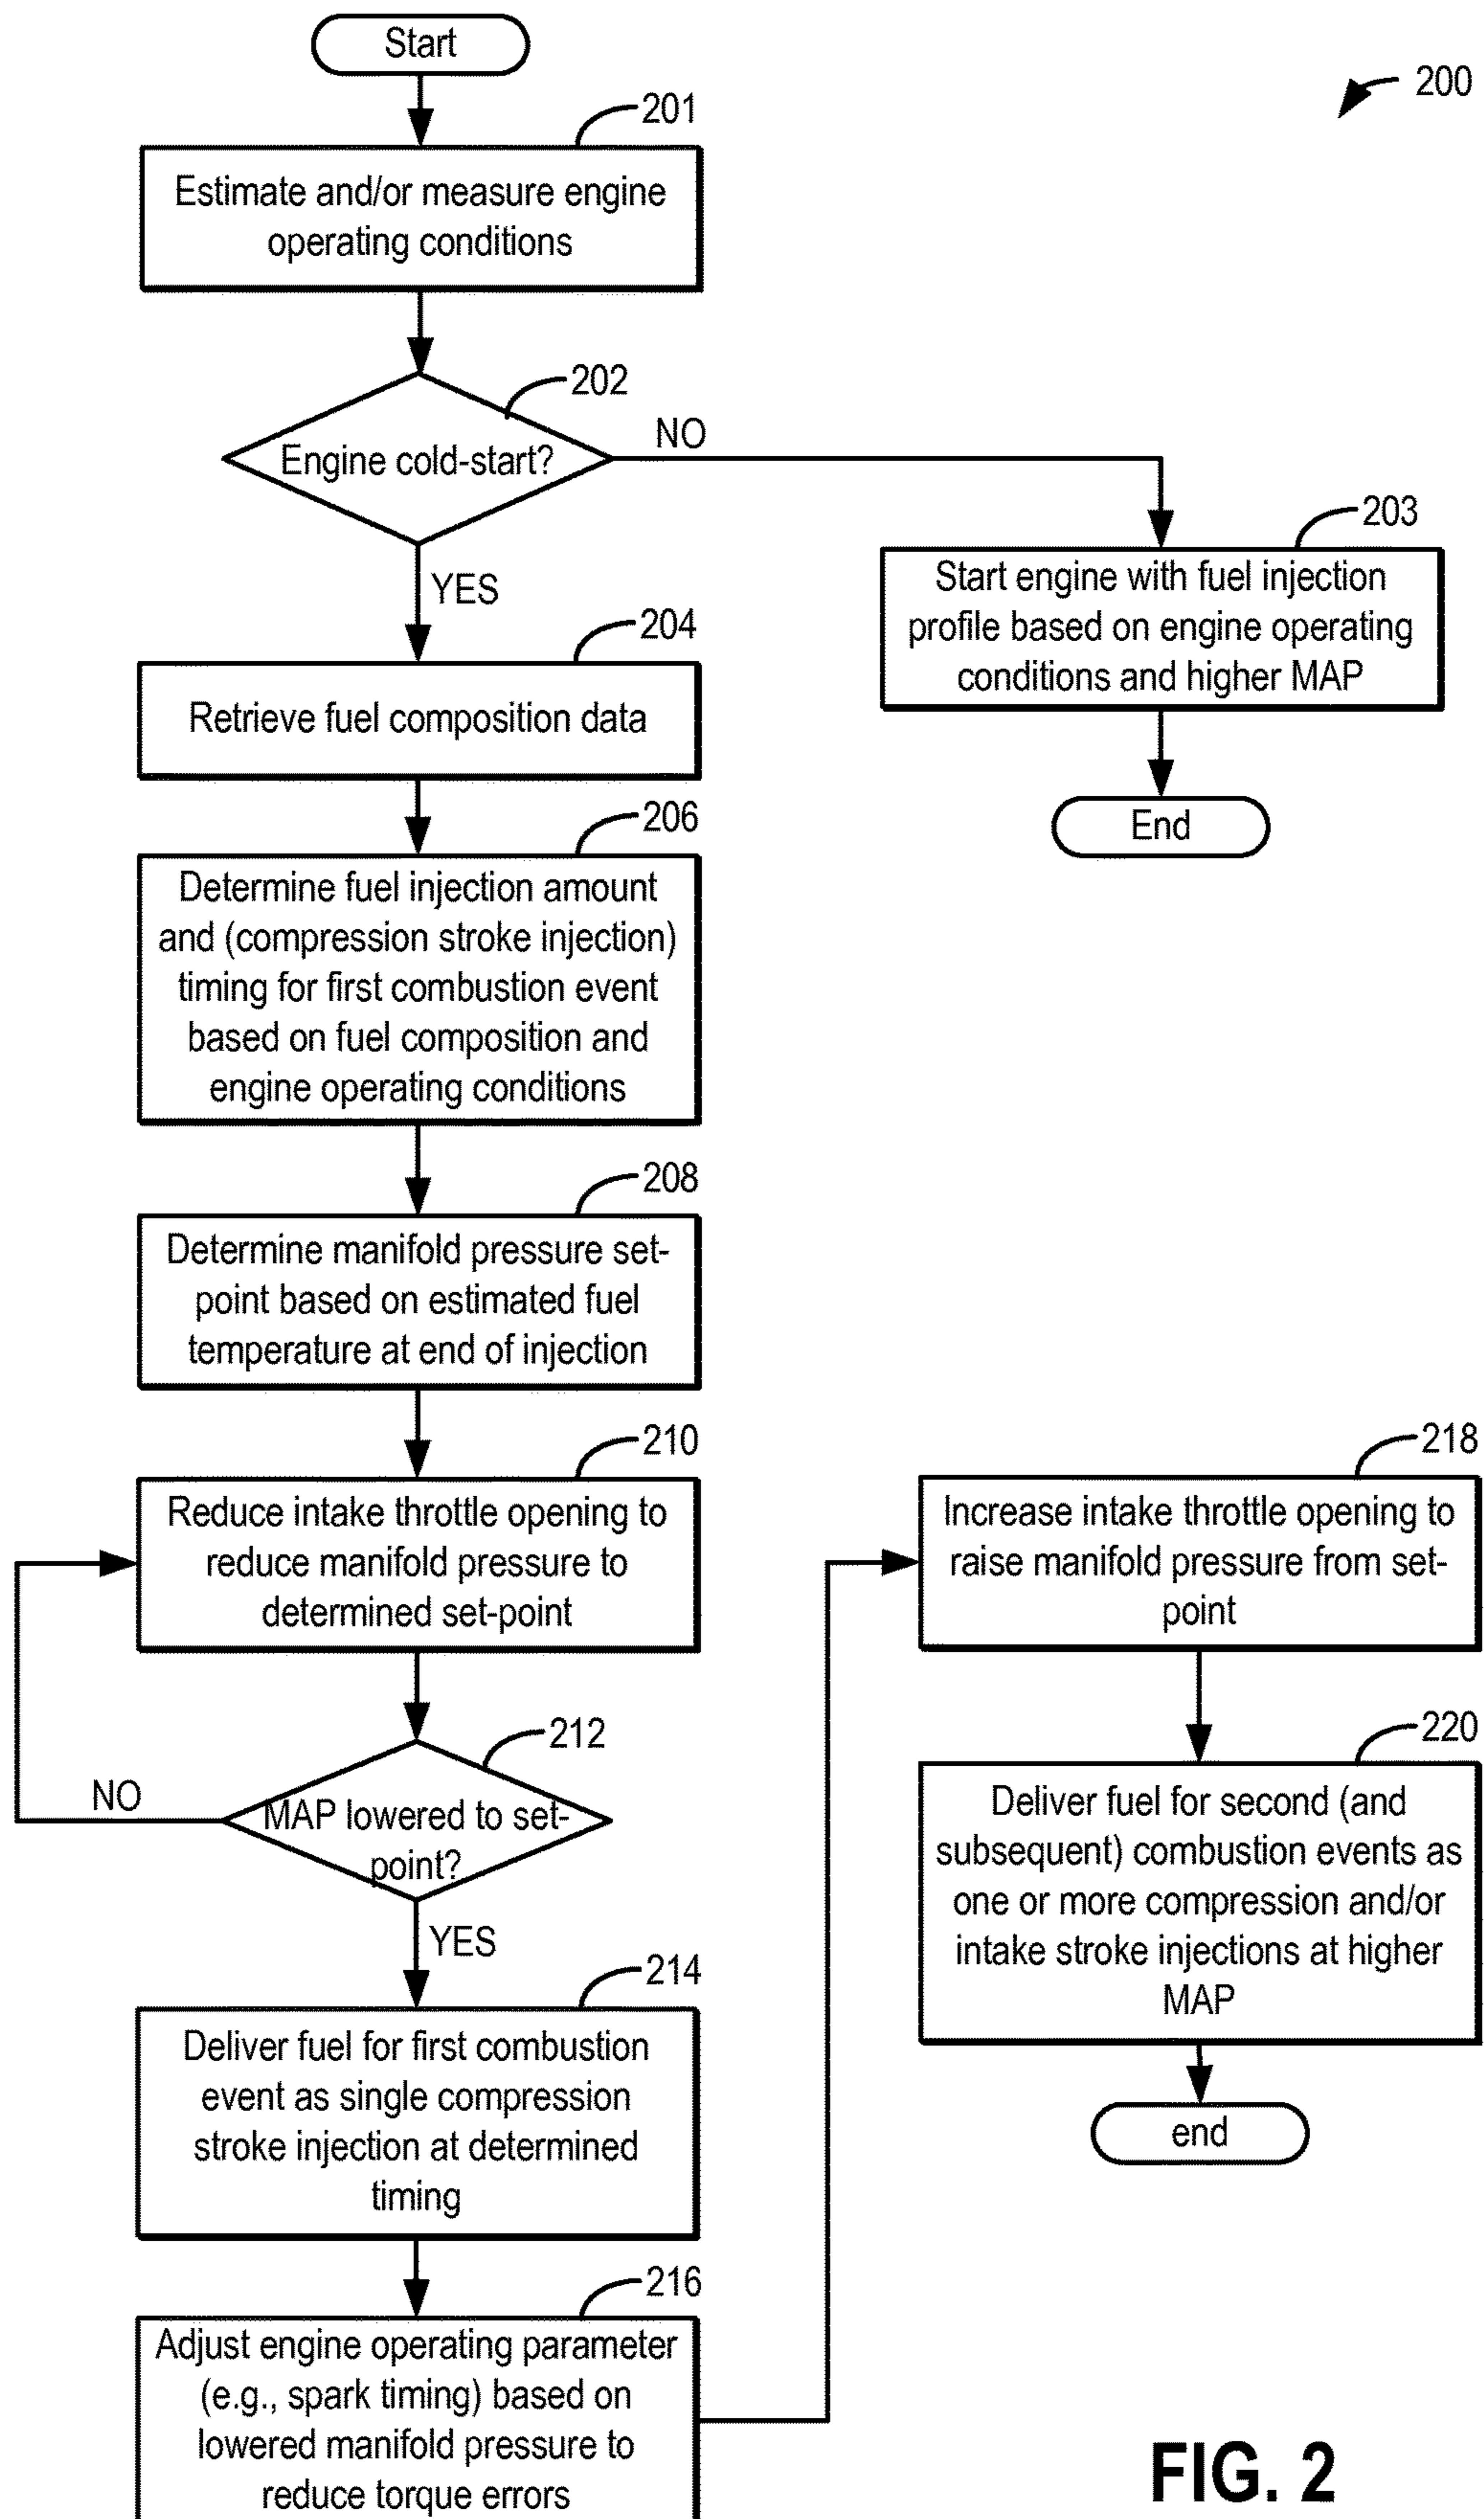 Start
200
201
Estimate and/or measure engine
operating conditions
202
Engine cold-start?
NO
YES
203
Start engine with fuel injection
profile based on engine operating
conditions and higher MAP
End
204
Retrieve fuel composition data
206
Determine fuel injection amount
and (compression stroke injection)
timing for first combustion event
based on fuel composition and
engine operating conditions
208
Determine manifold pressure set-
point based on estimated fuel
temperature at end of injection
210
Reduce intake throttle opening to
reduce manifold pressure to
determined set-point
212
MAP lowered to set-
point?
NO
YES
214
Deliver fuel for first combustion
event as single compression
stroke injection at determined
timing
216
Adjust engine operating parameter
(e.g., spark timing) based on
lowered manifold pressure to
reduce torque errors
218
Increase intake throttle opening to
raise manifold pressure from set-
point
220
Deliver fuel for second (and
subsequent) combustion events as
one or more compression and/or
intake stroke injections at higher
MAP
end
FIG. 2